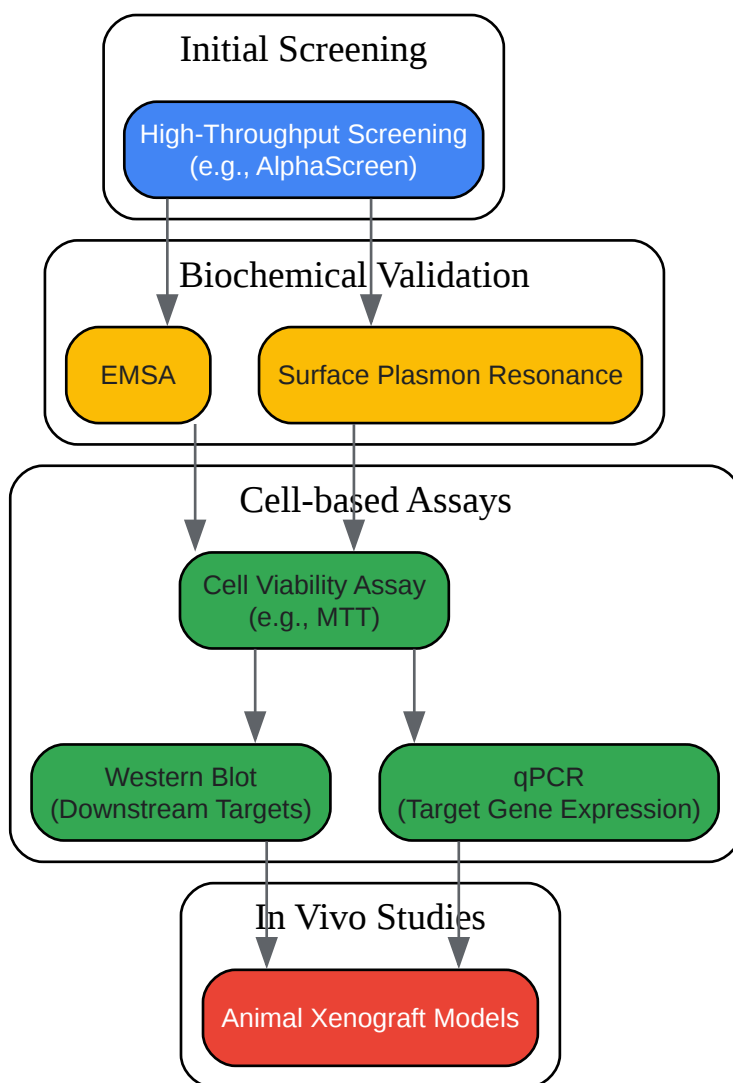 Initial Screening
High-Throughput Screening
(e.g., AlphaScreen)
Biochemical Validation
EMSA
Surface Plasmon Resonance
Cell-based Assays
Cell Viability Assay
(e.g., MTT)
Western Blot
(Downstream Targets)
qPCR
(Target Gene Expression)
In Vivo Studies
Animal Xenograft Models